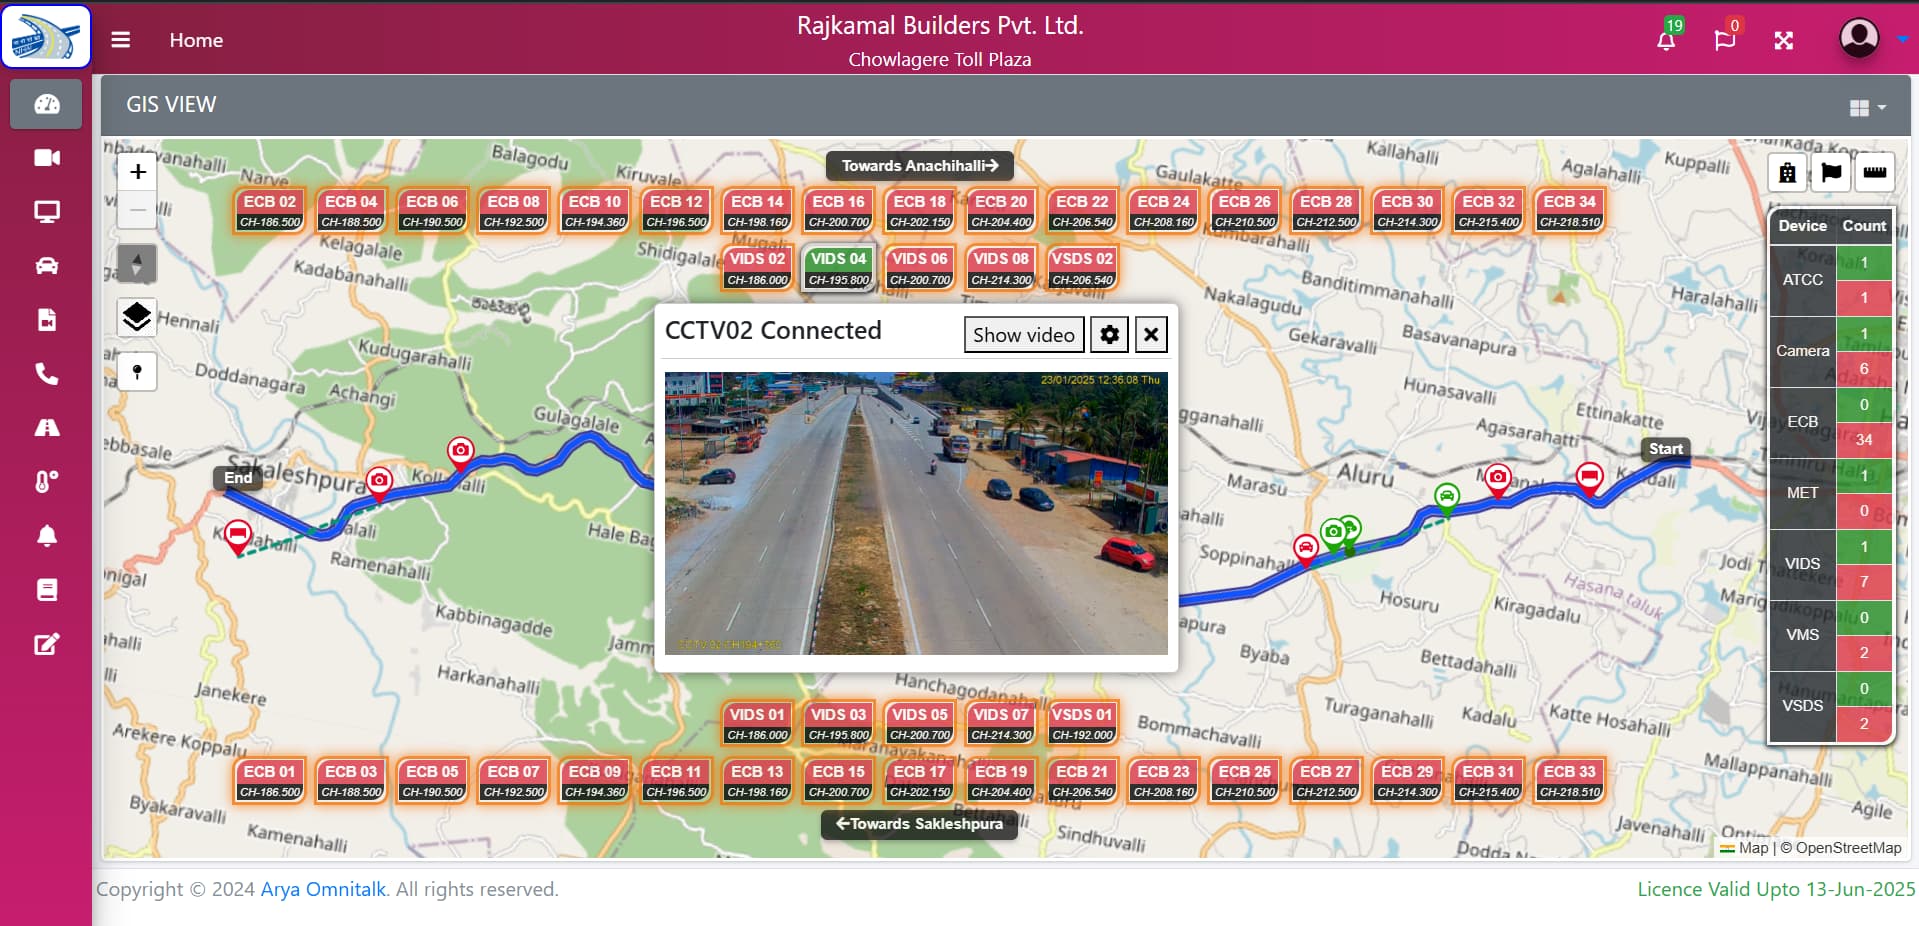 Home
Rajkamal Builders Pvt. Ltd.
Chowlagere Toll Plaza
19
0
GIS VIEW
Towards Anachihalli→
ECB 02 CH-186.500
ECB 04 CH-188.500
ECB 06 CH-190.500
ECB 08 CH-192.500
ECB 10 CH-194.360
ECB 12 CH-196.500
ECB 14 CH-198.160
ECB 16 CH-200.700
ECB 18 CH-202.150
ECB 20 CH-204.400
ECB 22 CH-206.540
ECB 24 CH-208.160
ECB 26 CH-210.500
ECB 28 CH-212.500
ECB 30 CH-214.300
ECB 32 CH-215.400
ECB 34 CH-218.510
VIDS 02 CH-186.000
VIDS 04 CH-195.800
VIDS 06 CH-200.700
VIDS 08 CH-214.300
VSDS 02 CH-206.540
CCTV02 Connected
Show video
23/01/2025 12:36:08 Thu
Device Count
ATCC 1 1
Camera 1 6
ECB 0 34
MET 1 0
VIDS 1 7
VMS 0 2
VSDS 0 2
Balagodu
Kiruvale
Narve
Kelagalale
Kadabanahalli
Shidigalale
Hennali
Kudugarahalli
Doddanagara
Achangi
Gulagalale
Sakaleshpura
End
Ramenahalli
Kabbinagadde
Harkanahalli
Janekere
Arekere Koppalu
Byakaravalli
Kamenahalli
Hale
Kallahalli
Gaulakatte
Agalahalli
Kuppalli
Kumbarahalli
Banditimmanahalli
Nakalagudu
Haralahalli
Gekaravalli
Basavanapura
Hunasavalli
Ettinakatte
Agasarahatti
Start
Aluru
Marasu
Hosuru
Kiragadalu
Hasana taluk
Byaba
Bettadahalli
Turaganahalli
Kadalu
Katte Hosahalli
Hanchagodanahalli
Bommachavalli
Mallappanahalli
Agile
Javenahalli
Sindhuvalli
VIDS 01 CH-186.000
VIDS 03 CH-195.800
VIDS 05 CH-200.700
VIDS 07 CH-214.300
VSDS 01 CH-192.000
ECB 01 CH-186.500
ECB 03 CH-188.500
ECB 05 CH-190.500
ECB 07 CH-192.500
ECB 09 CH-194.360
ECB 11 CH-196.500
ECB 13 CH-198.160
ECB 15 CH-200.700
ECB 17 CH-202.150
ECB 19 CH-204.400
ECB 21 CH-206.540
ECB 23 CH-208.160
ECB 25 CH-210.500
ECB 27 CH-212.500
ECB 29 CH-214.300
ECB 31 CH-215.400
ECB 33 CH-218.510
←Towards Sakleshpura
Map | © OpenStreetMap
Copyright © 2024 Arya Omnitalk. All rights reserved.
Licence Valid Upto 13-Jun-2025